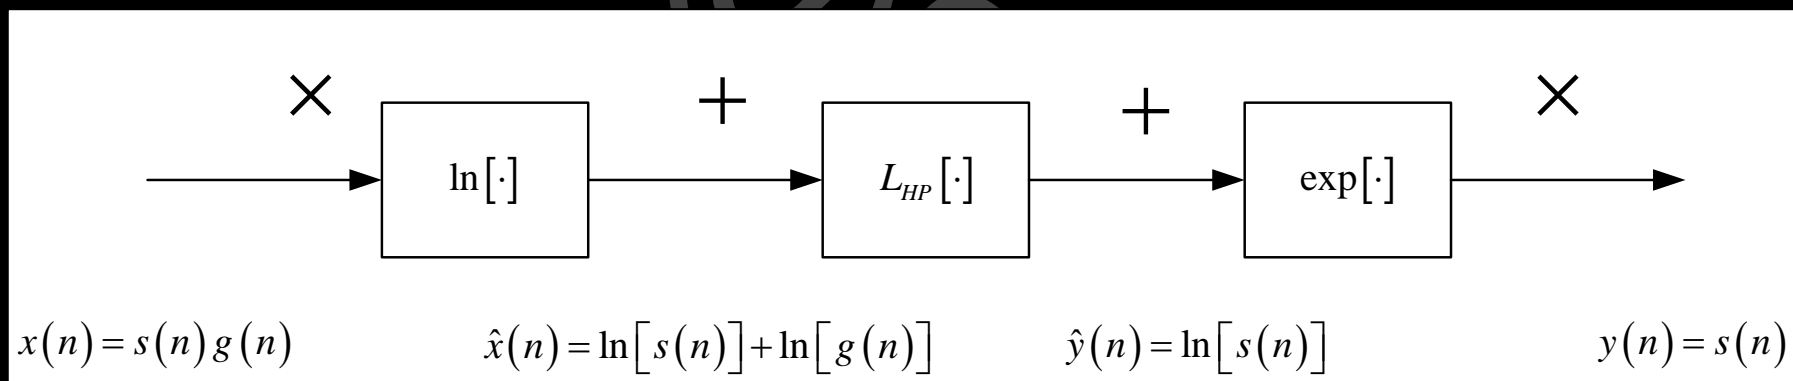 × + + ×
ln[·] L_HP[·] exp[·]
x(n) = s(n)g(n) x̂(n) = ln[s(n)] + ln[g(n)] ŷ(n) = ln[s(n)] y(n) = s(n)